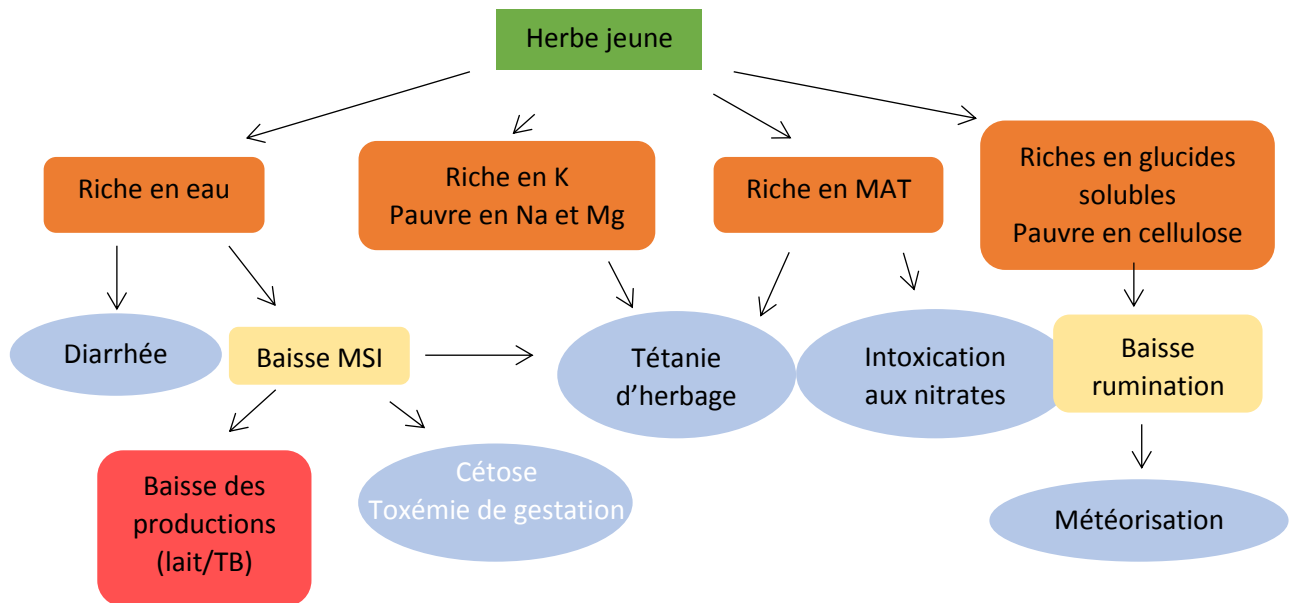 Herbe jeune
Riche en eau
Riche en K
Pauvre en Na et Mg
Riche en MAT
Riches en glucides
solubles
Pauvre en cellulose
Diarrhée
Baisse MSI
Tétanie
d’herbage
Intoxication
aux nitrates
Baisse
rumination
Baisse des
productions
(lait/TB)
Cétose
Toxémie de gestation
Météorisation